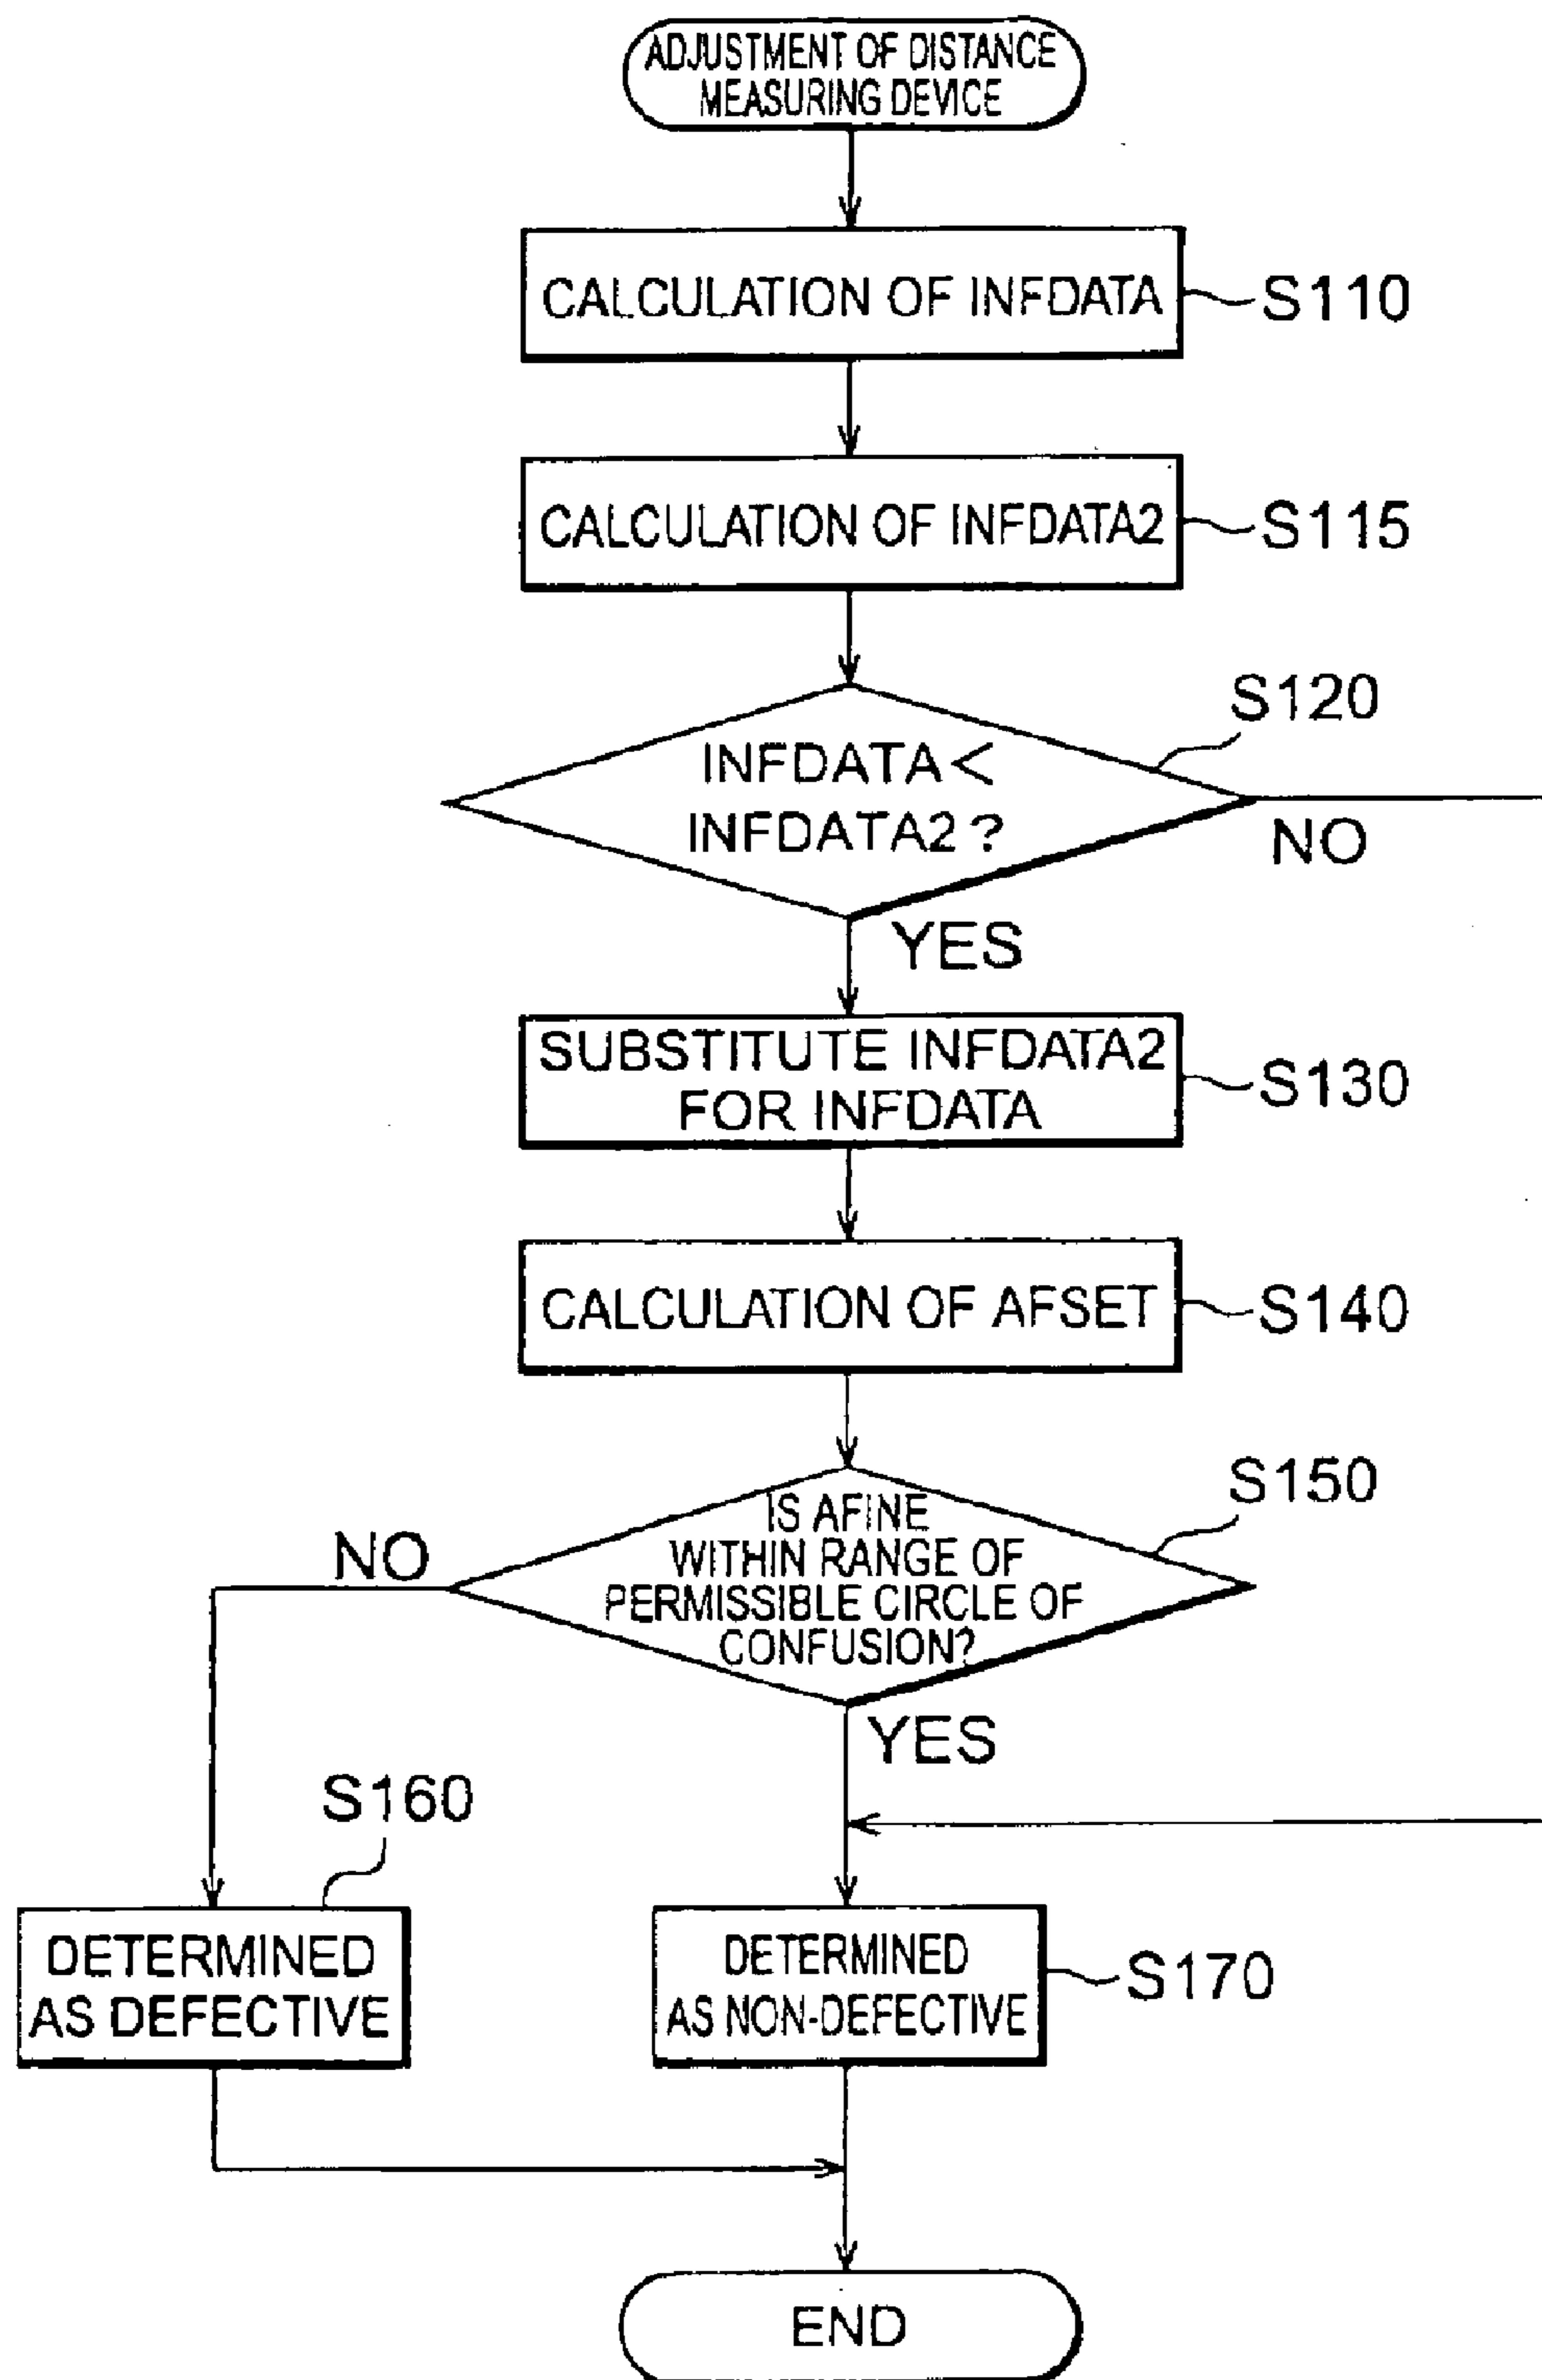 ADJUSTMENT OF DISTANCE
MEASURING DEVICE
CALCULATION OF INFDATA
S110
CALCULATION OF INFDATA2
S115
S120
INFDATA <
INFDATA2 ?
NO
YES
SUBSTITUTE INFDATA2
FOR INFDATA
S130
CALCULATION OF AFSET
S140
S150
IS AFINE
WITHIN RANGE OF
PERMISSIBLE CIRCLE OF
CONFUSION?
NO
YES
S160
DETERMINED
AS DEFECTIVE
DETERMINED
AS NON-DEFECTIVE
S170
END